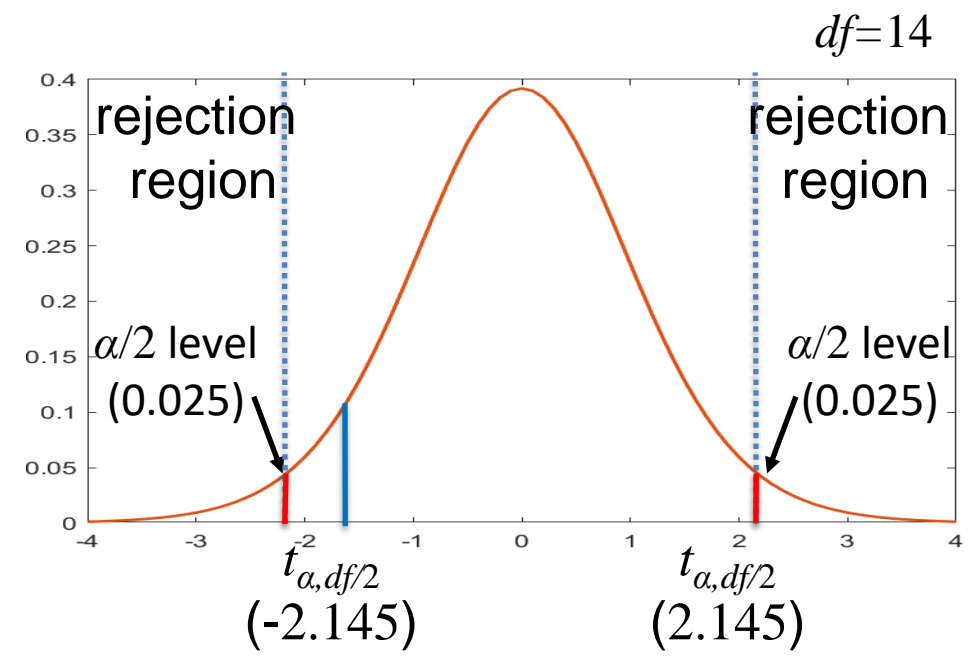 df=14
0.4
rejection rejection
0.35
region region
0.3
0.25
0.2
α/2 level α/2 level
0.15
(0.025) (0.025)
0.1
0.05
0
-4 -3 -2 -1 0 1 2 3 4
tα,df/2 tα,df/2
(-2.145) (2.145)